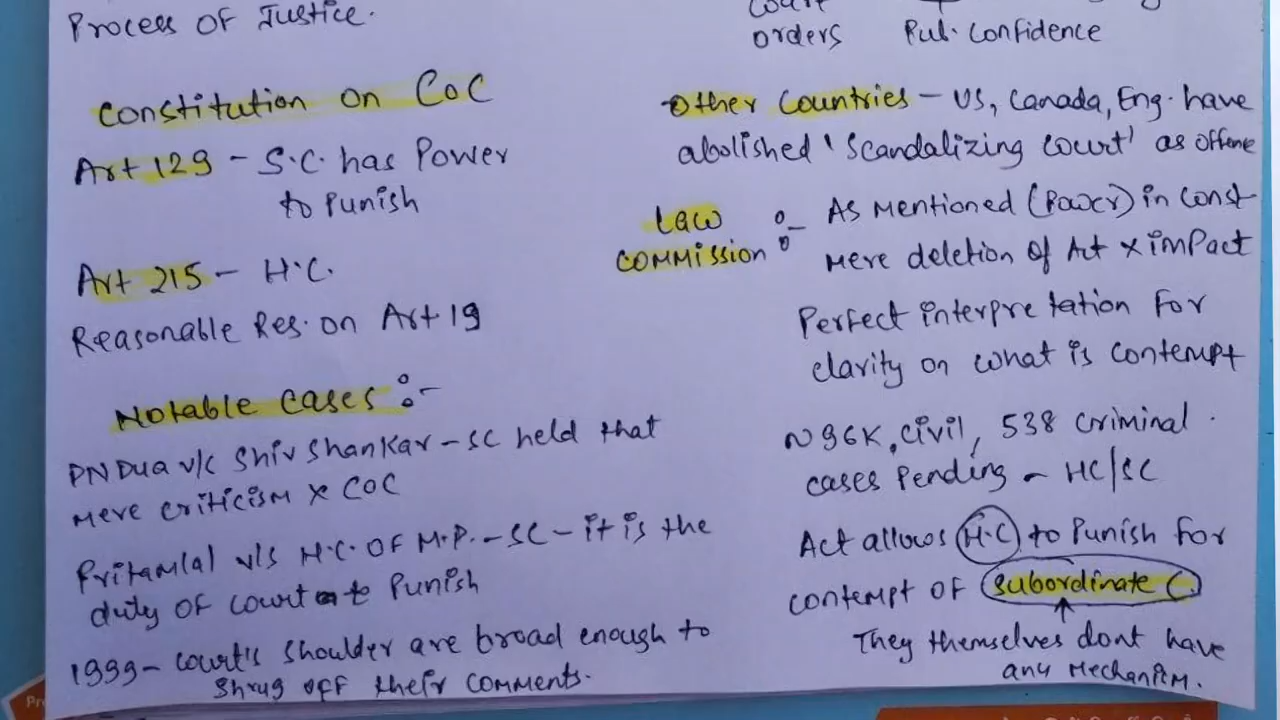 Process of Justice.
Constitution on CoC
Art 129 - S.C. has Power
to Punish
Art 215 - H.C.
Reasonable Res. on Art 19
Notable Cases :-
PN Dua v/s Shiv Shankar - SC held that
mere criticism x CoC
Pritamlal v/s H.C. of M.P. - SC - it is the
duty of court to Punish
1999 - court's shoulder are broad enough to
shrug off their comments.
court
orders Pub. Confidence
Other Countries - US, Canada, Eng. have
abolished 'Scandalizing court' as offense
Law :- As mentioned (Power) in Const
Commission mere deletion of Act x impact
Perfect interpretation for
clarity on what is contempt
~ 96K, civil, 538 criminal.
cases Pending - HC/SC
Act allows H.C to Punish for
contempt of subordinate C.
They themselves dont have
any mechanism.